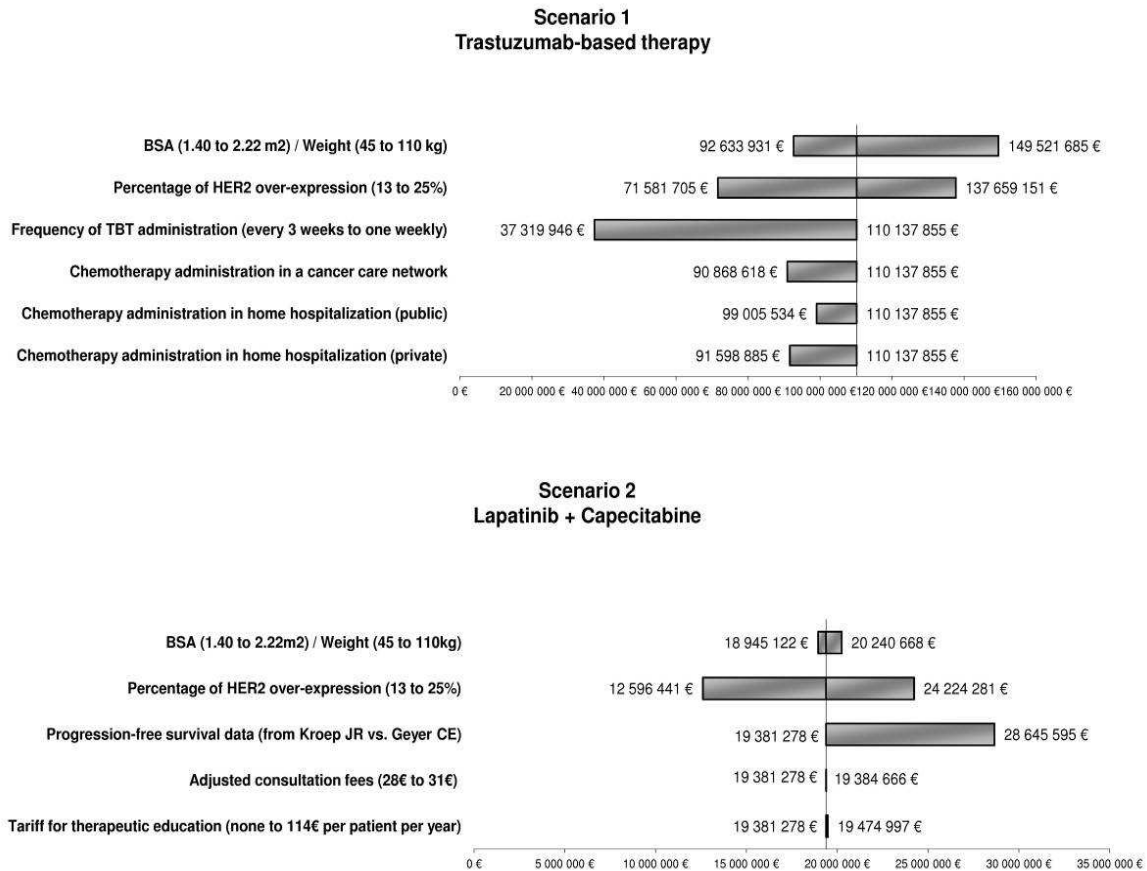 Scenario 1
Trastuzumab-based therapy
BSA (1.40 to 2.22 m2) / Weight (45 to 110 kg) 92 633 931 € 149 521 685 €
Percentage of HER2 over-expression (13 to 25%) 71 581 705 € 137 659 151 €
Frequency of TBT administration (every 3 weeks to one weekly) 37 319 946 € 110 137 855 €
Chemotherapy administration in a cancer care network 90 868 618 € 110 137 855 €
Chemotherapy administration in home hospitalization (public) 99 005 534 € 110 137 855 €
Chemotherapy administration in home hospitalization (private) 91 598 885 € 110 137 855 €
0 € 20 000 000 € 40 000 000 € 60 000 000 € 80 000 000 € 100 000 000 € 120 000 000 € 140 000 000 € 160 000 000 €
Scenario 2
Lapatinib + Capecitabine
BSA (1.40 to 2.22m2) / Weight (45 to 110kg) 18 945 122 € 20 240 668 €
Percentage of HER2 over-expression (13 to 25%) 12 596 441 € 24 224 281 €
Progression-free survival data (from Kroep JR vs. Geyer CE) 19 381 278 € 28 645 595 €
Adjusted consultation fees (28€ to 31€) 19 381 278 € 19 384 666 €
Tariff for therapeutic education (none to 114€ per patient per year) 19 381 278 € 19 474 997 €
0 € 5 000 000 € 10 000 000 € 15 000 000 € 20 000 000 € 25 000 000 € 30 000 000 € 35 000 000 €